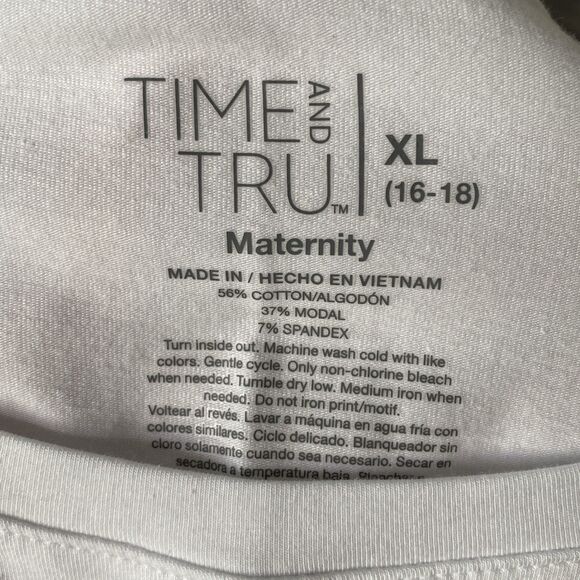 TIME AND
TRU™
XL
(16-18)
Maternity
MADE IN / HECHO EN VIETNAM
56% COTTON/ALGODÓN
37% MODAL
7% SPANDEX
Turn inside out. Machine wash cold with like
colors. Gentle cycle. Only non-chlorine bleach
when needed. Tumble dry low. Medium iron when
needed. Do not iron print/motif.
Voltear al revés. Lavar a máquina en agua fría con
colores similares. Ciclo delicado. Blanqueador sin
cloro solamente cuando sea necesario. Secar en
secadora a temperatura baja.